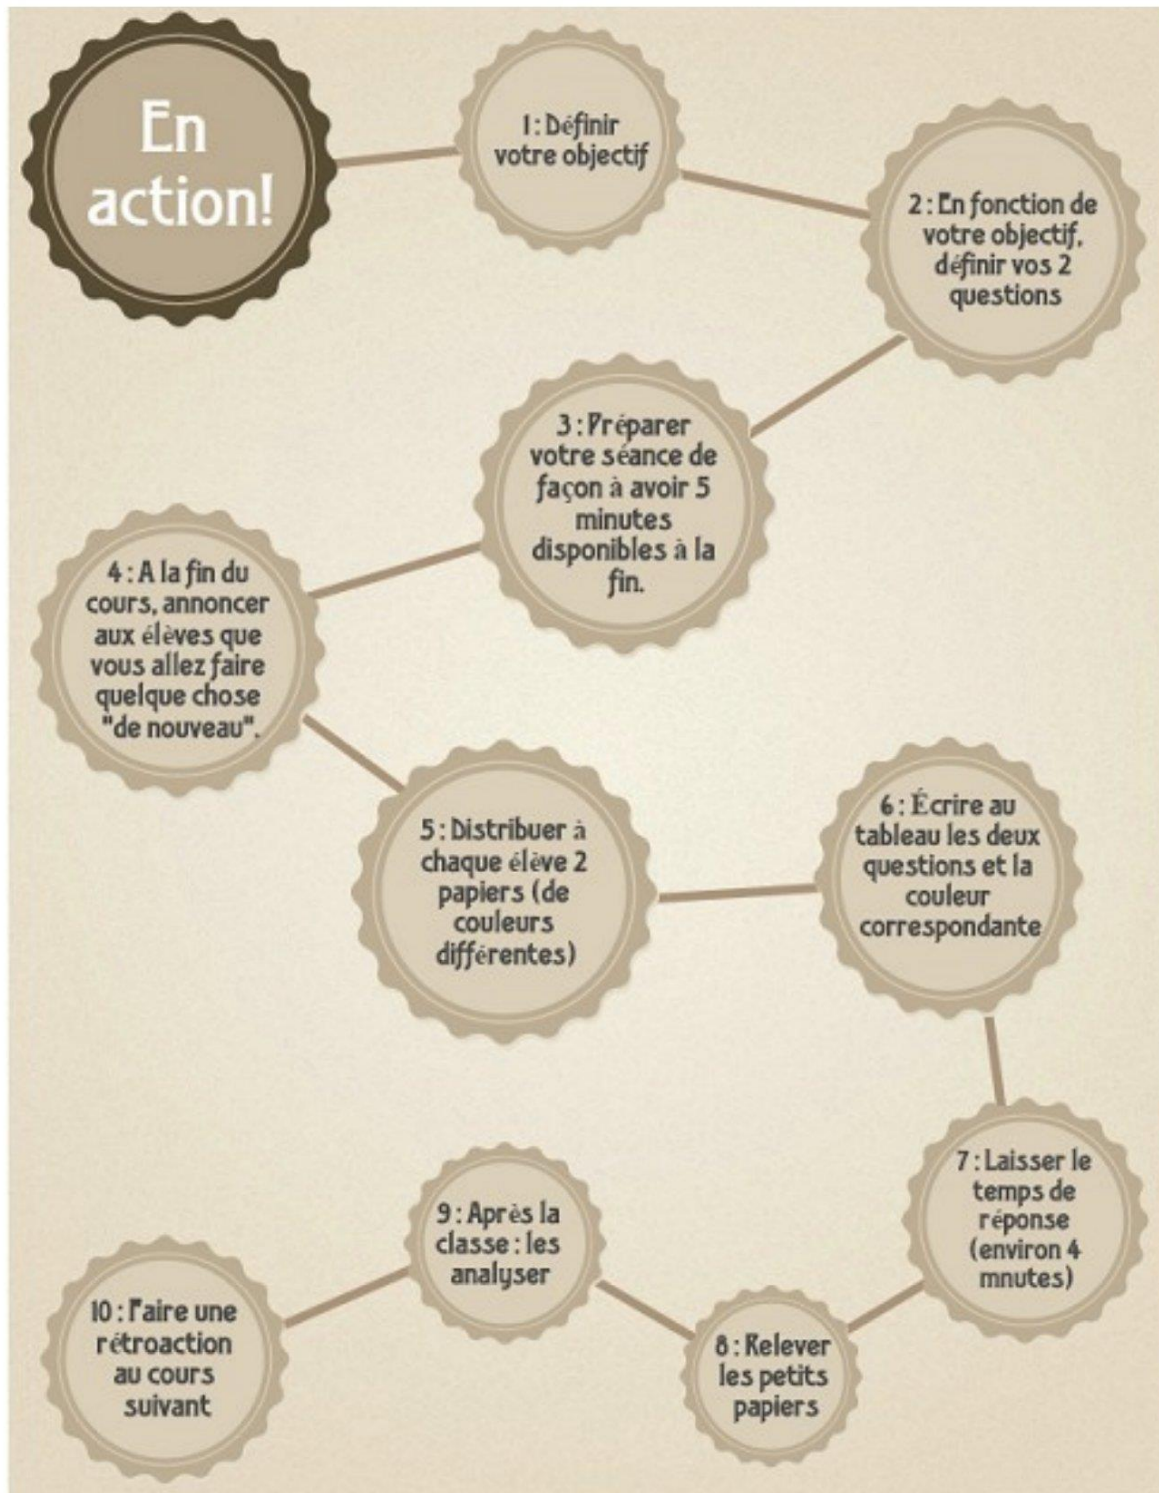 En
action!
1 : Définir
votre objectif
2 : En fonction de
votre objectif,
définir vos 2
questions
3 : Préparer
votre séance de
façon à avoir 5
minutes
disponibles à la
fin.
4 : A la fin du
cours, annoncer
aux élèves que
vous allez faire
quelque chose
"de nouveau".
5 : Distribuer à
chaque élève 2
papiers (de
couleurs
différentes)
6 : Écrire au
tableau les deux
questions et la
couleur
correspondante
7 : Laisser le
temps de
réponse
(environ 4
mnutes)
8 : Relever
les petits
papiers
9 : Après la
classe : les
analyser
10 : Faire une
rétroaction
au cours
suivant